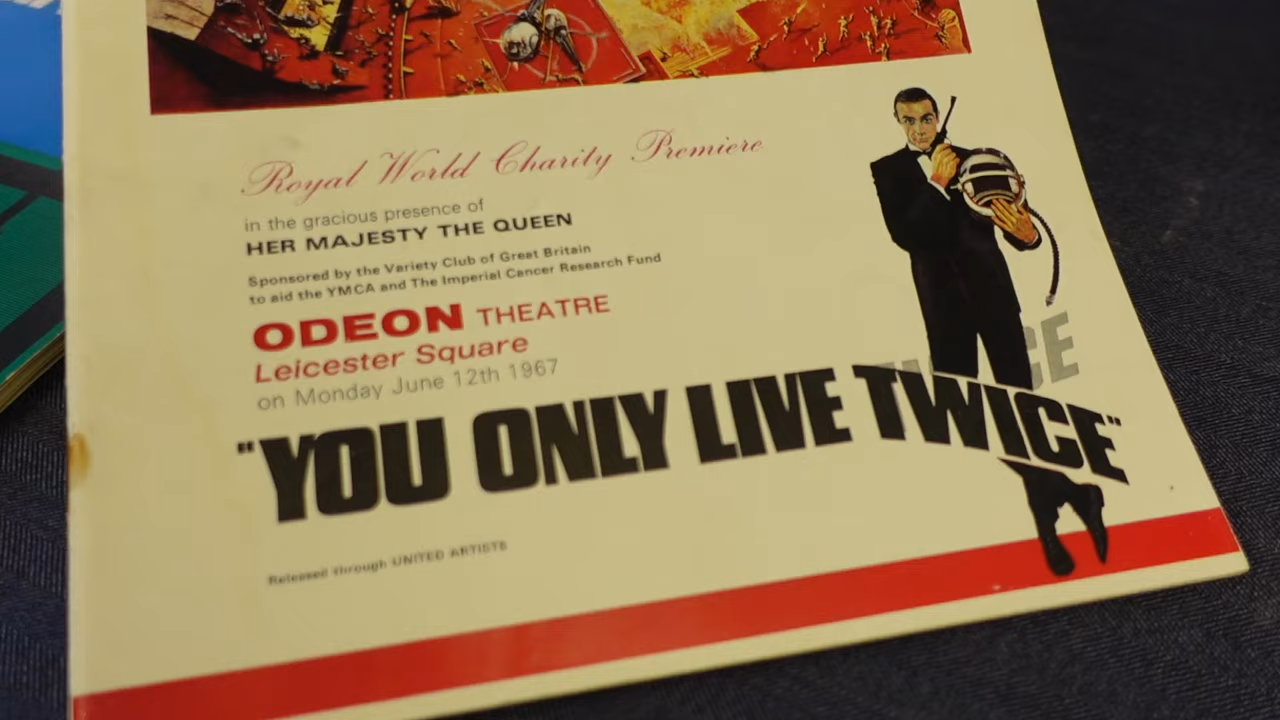 Royal World Charity Premiere
in the gracious presence of
HER MAJESTY THE QUEEN
Sponsored by the Variety Club of Great Britain
to aid the YMCA and The Imperial Cancer Research Fund
ODEON THEATRE
Leicester Square
on Monday June 12th 1967
"YOU ONLY LIVE TWICE"
Released through UNITED ARTISTS